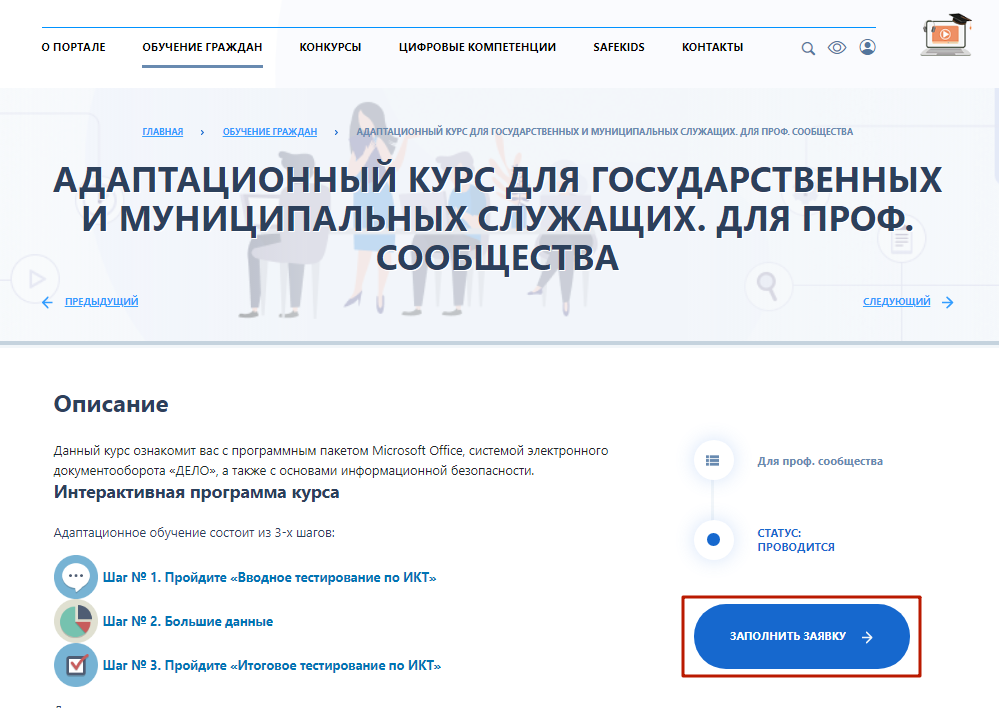 О ПОРТАЛЕ ОБУЧЕНИЕ ГРАЖДАН КОНКУРСЫ ЦИФРОВЫЕ КОМПЕТЕНЦИИ SAFEKIDS КОНТАКТЫ
ГЛАВНАЯ › ОБУЧЕНИЕ ГРАЖДАН › АДАПТАЦИОННЫЙ КУРС ДЛЯ ГОСУДАРСТВЕННЫХ И МУНИЦИПАЛЬНЫХ СЛУЖАЩИХ. ДЛЯ ПРОФ. СООБЩЕСТВА
АДАПТАЦИОННЫЙ КУРС ДЛЯ ГОСУДАРСТВЕННЫХ
И МУНИЦИПАЛЬНЫХ СЛУЖАЩИХ. ДЛЯ ПРОФ.
СООБЩЕСТВА
ПРЕДЫДУЩИЙ
СЛЕДУЮЩИЙ
Описание
Данный курс ознакомит вас с программным пакетом Microsoft Office, системой электронного
документооборота «ДЕЛО», а также с основами информационной безопасности.
Интерактивная программа курса
Адаптационное обучение состоит из 3-х шагов:
Шаг № 1. Пройдите «Вводное тестирование по ИКТ»
Шаг № 2. Большие данные
Шаг № 3. Пройдите «Итоговое тестирование по ИКТ»
Для проф. сообщества
СТАТУС:
ПРОВОДИТСЯ
ЗАПОЛНИТЬ ЗАЯВКУ